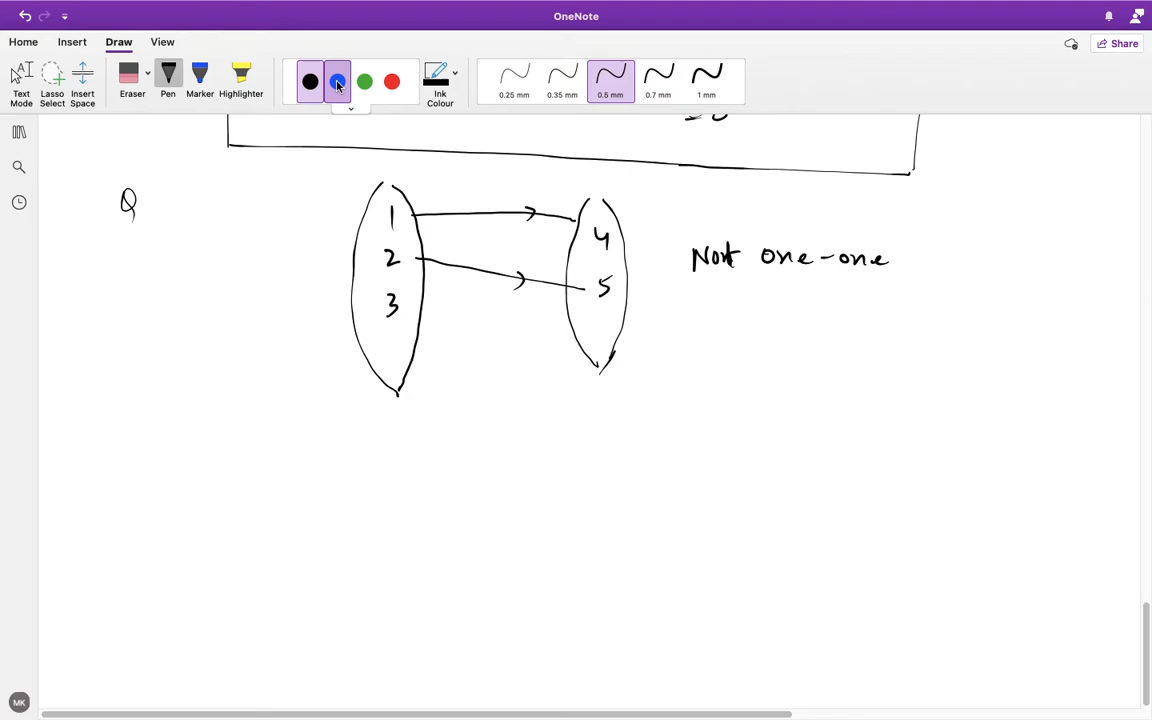 OneNote
Home Insert Draw View
Share
Text Mode
Lasso Select
Insert Space
Eraser
Pen
Marker
Highlighter
Ink Colour
0.25 mm
0.35 mm
0.5 mm
0.7 mm
1 mm
Q
1
2
3
4
5
Not one-one
MK